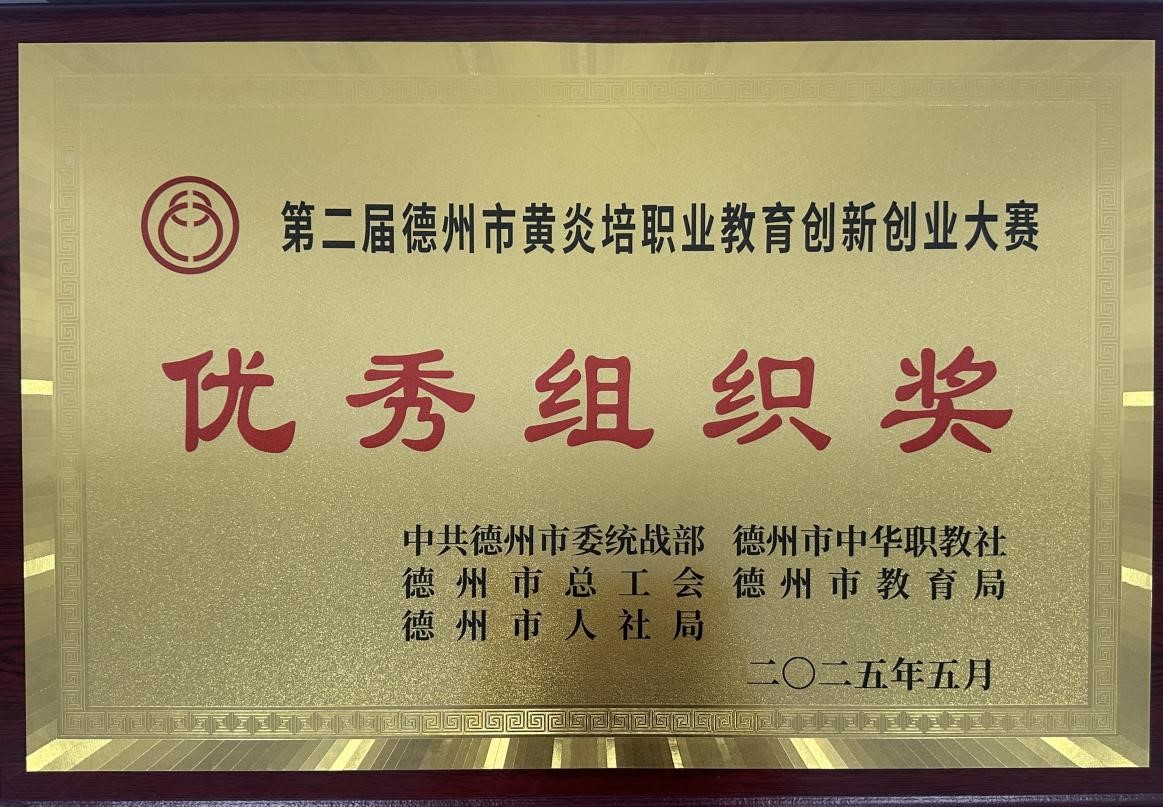 第二届德州市黄炎培职业教育创新创业大赛
优秀组织奖
中共德州市委统战部 德州市中华职教社
德州市总工会 德州市教育局
德州市人社局
二〇二五年五月